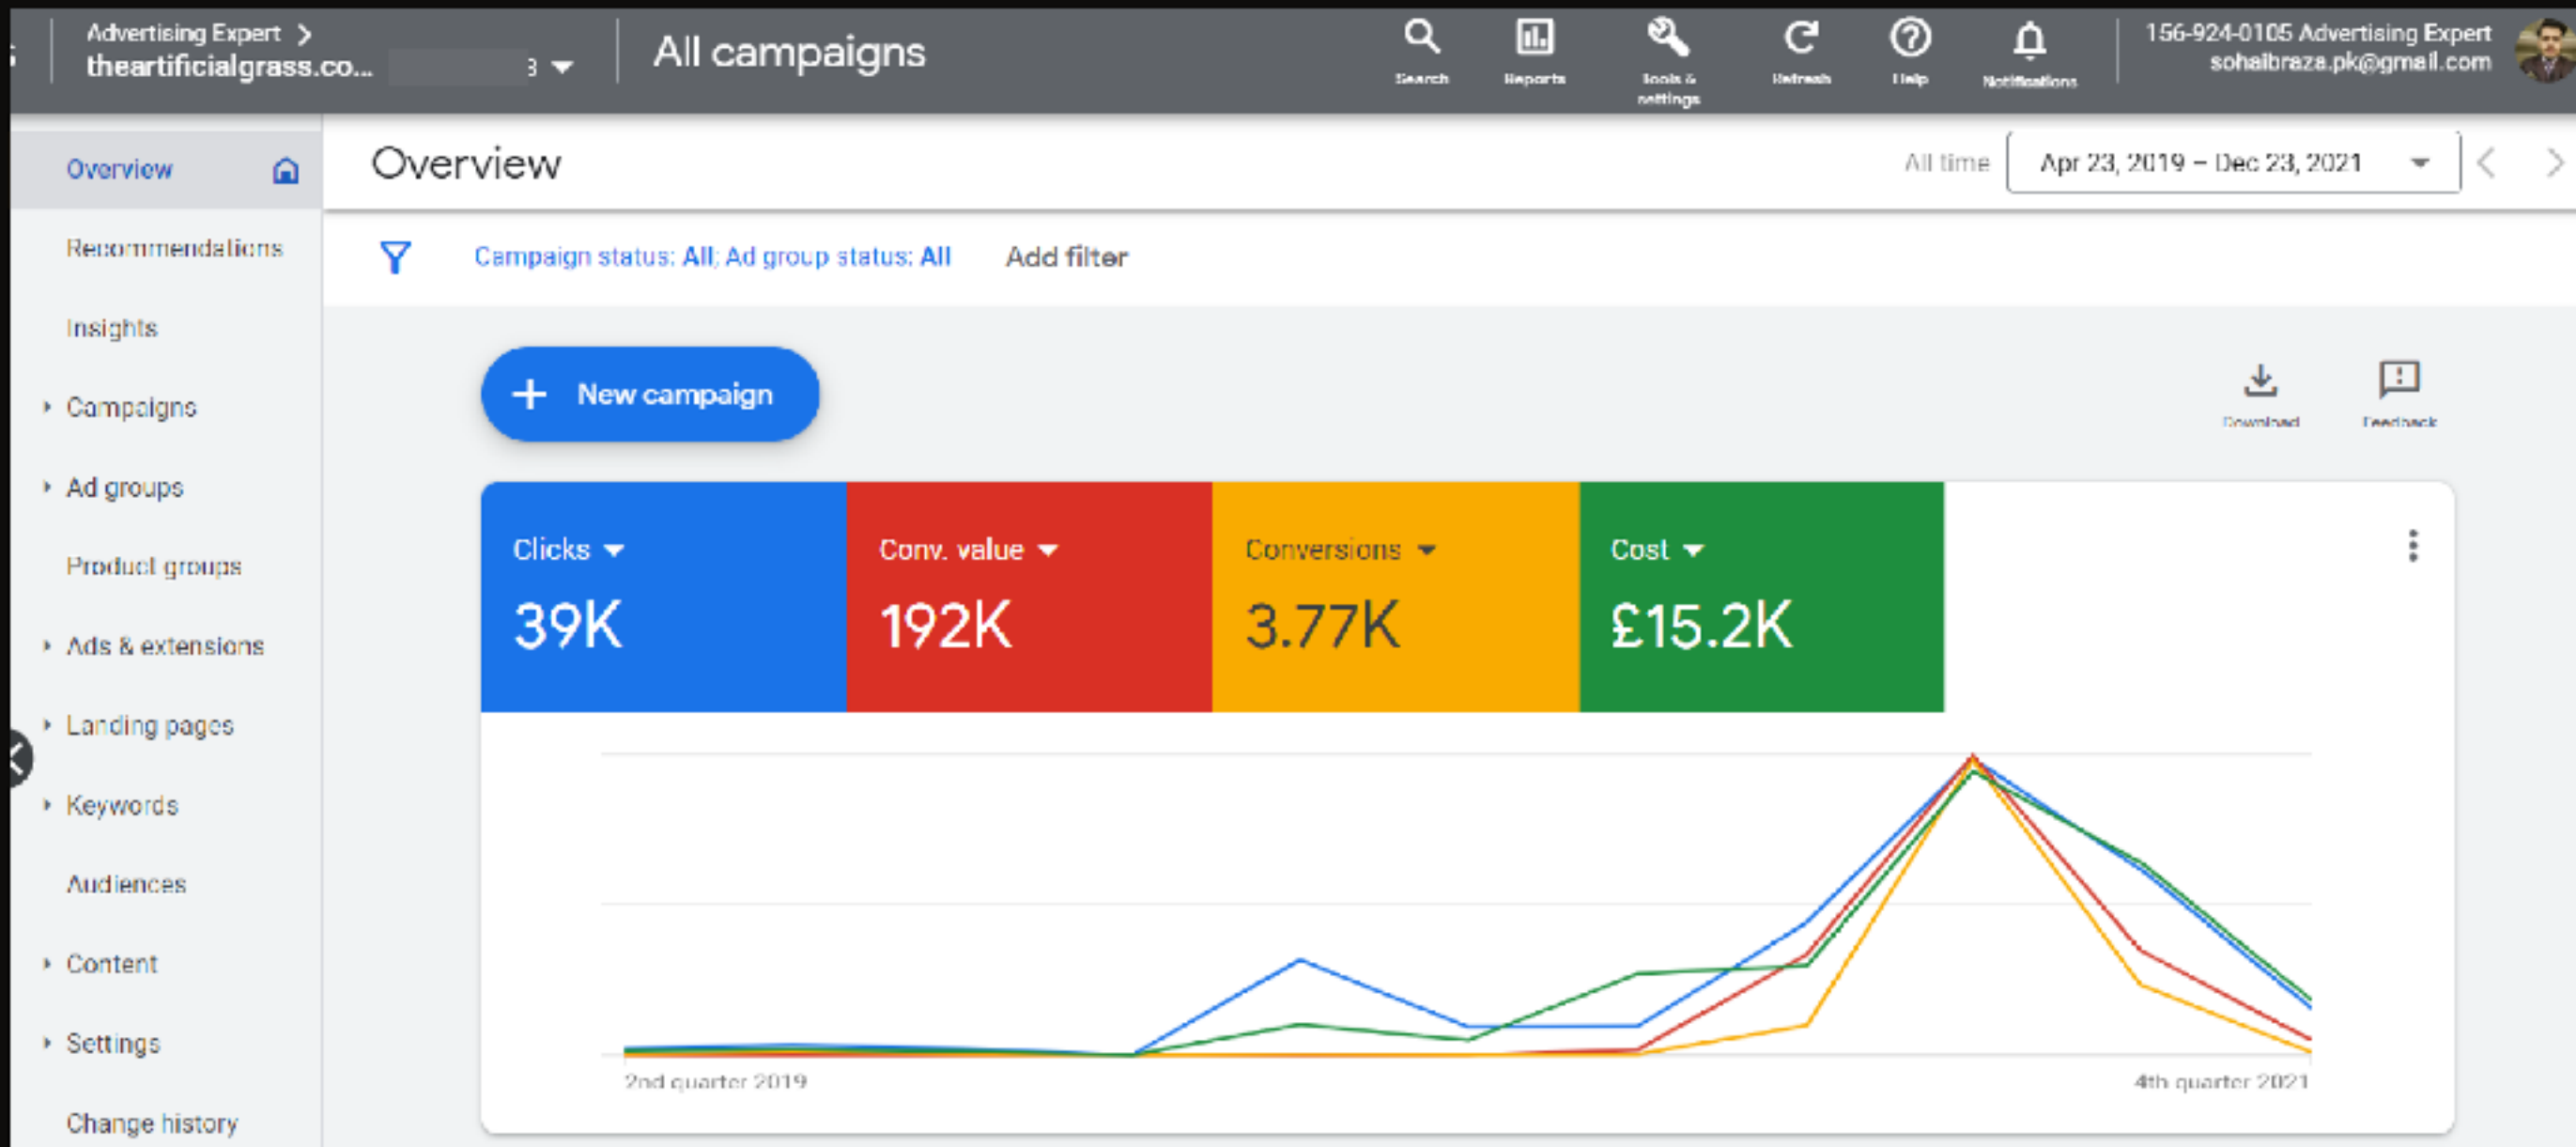 Advertising Expert >
theartificialgrass.co...
3
All campaigns
Search
Reports
Tools & settings
Refresh
Help
Notifications
156-924-0105 Advertising Expert
sohaibraza.pk@gmail.com
Overview
Recommendations
Insights
Campaigns
Ad groups
Product groups
Ads & extensions
Landing pages
Keywords
Audiences
Content
Settings
Change history
Overview
All time
Apr 23, 2019 – Dec 23, 2021
Campaign status: All; Ad group status: All
Add filter
+ New campaign
Download
Feedback
Clicks
39K
Conv. value
192K
Conversions
3.77K
Cost
£15.2K
2nd quarter 2019
4th quarter 2021